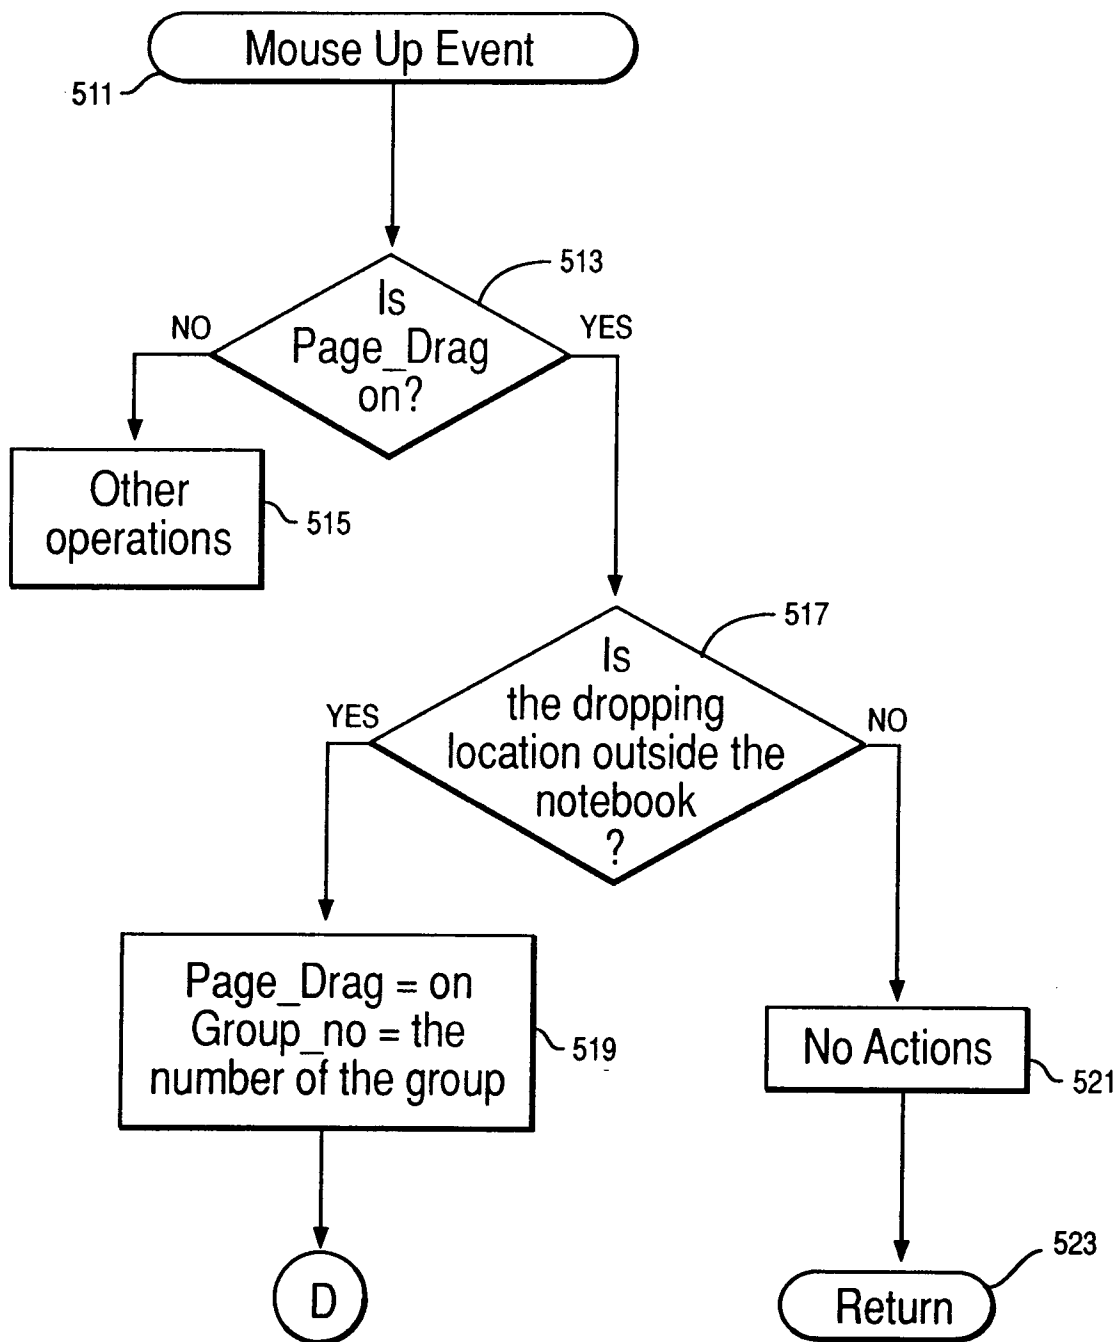 Mouse Up Event
511
513
Is
Page_Drag
on?
NO
YES
Other
operations
515
517
Is
the dropping
location outside the
notebook
?
YES
NO
Page_Drag = on
Group_no = the
number of the group
519
No Actions
521
523
D
Return